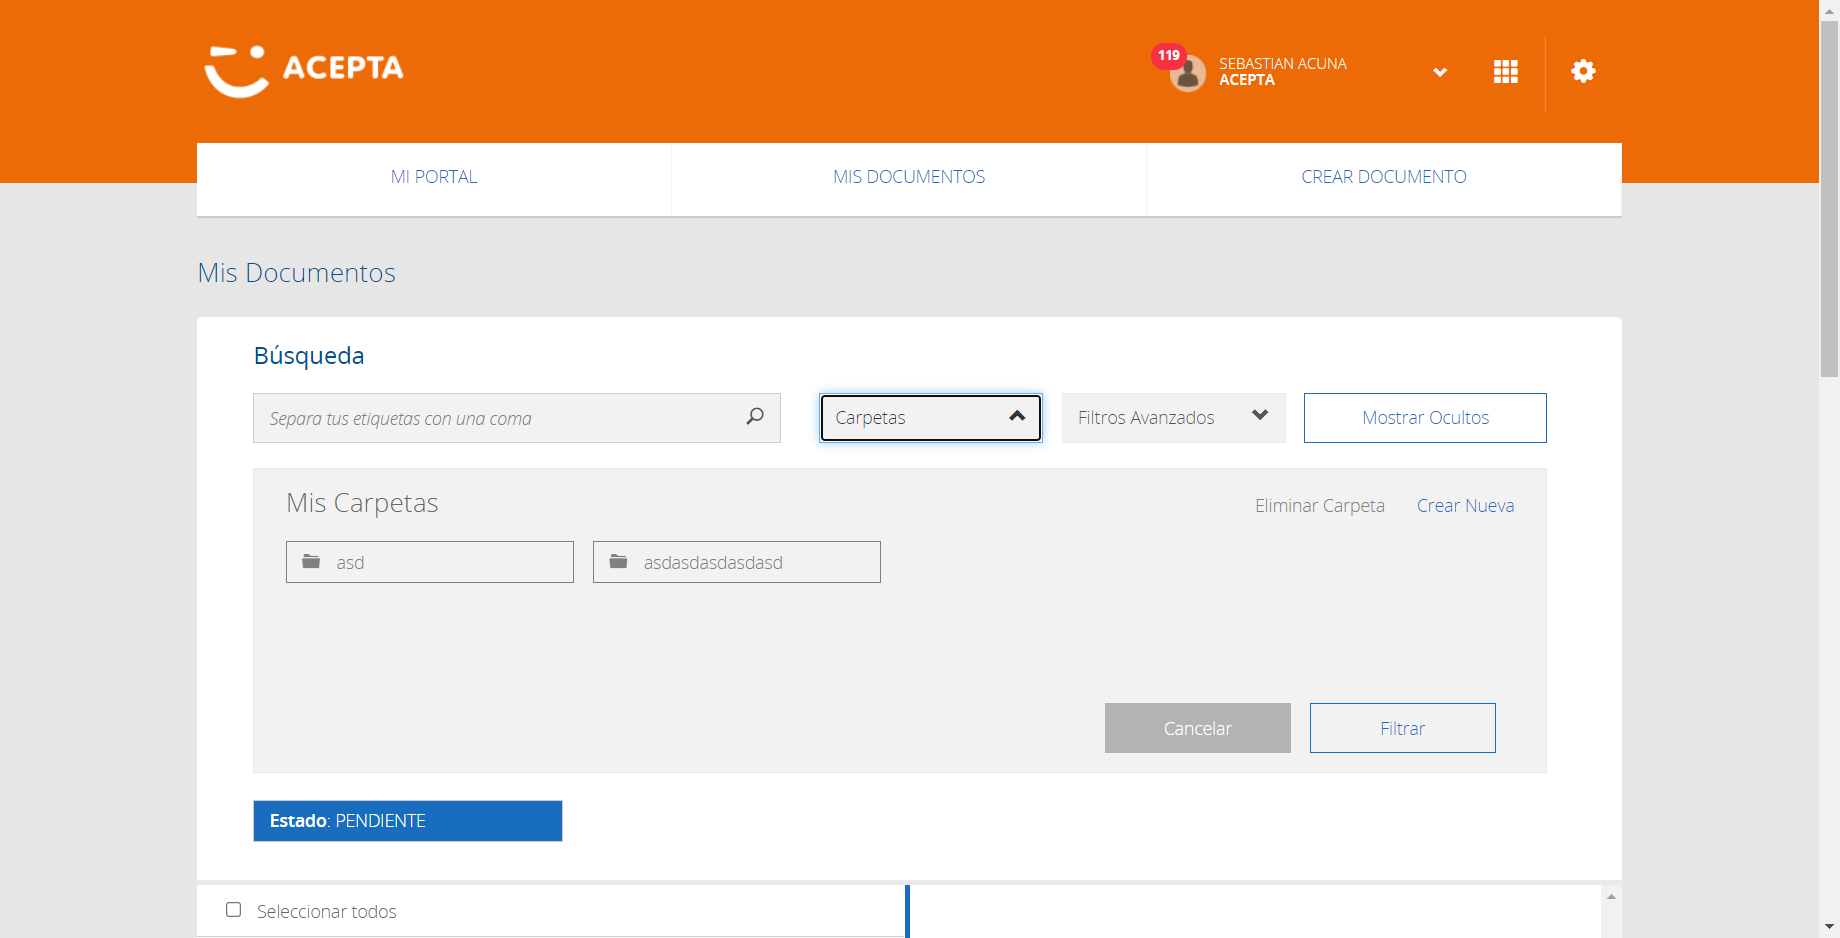 ACEPTA
119
SEBASTIAN ACUNA
ACEPTA
MI PORTAL
MIS DOCUMENTOS
CREAR DOCUMENTO
Mis Documentos
Búsqueda
Separa tus etiquetas con una coma
Carpetas
Filtros Avanzados
Mostrar Ocultos
Mis Carpetas
Eliminar Carpeta
Crear Nueva
asd
asdasdasdasdasd
Cancelar
Filtrar
Estado: PENDIENTE
Seleccionar todos